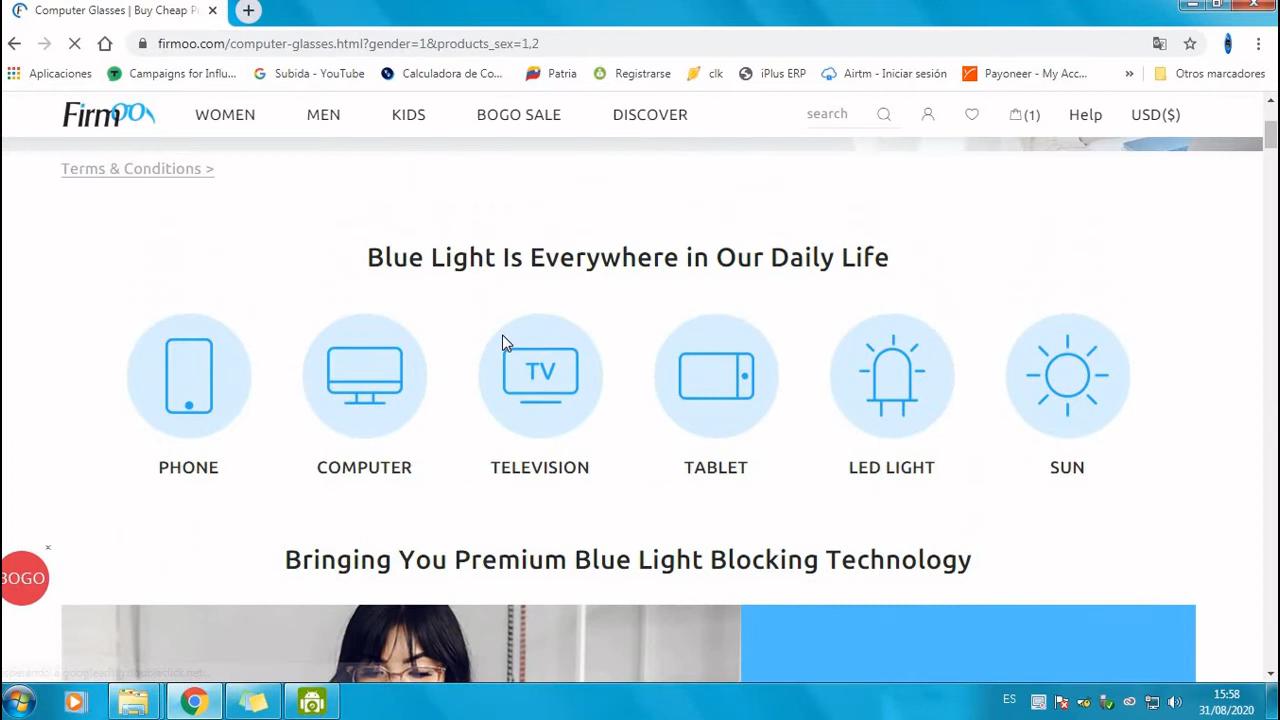 Computer Glasses | Buy Cheap P
firmoo.com/computer-glasses.html?gender=1&products_sex=1,2
Aplicaciones Campaigns for Influ... Subida - YouTube Calculadora de Co... Patria Registrarse clk iPlus ERP Airtm - Iniciar sesión Payoneer - My Acc... » Otros marcadores
Firmoo WOMEN MEN KIDS BOGO SALE DISCOVER search (1) Help USD($)
Terms & Conditions >
Blue Light Is Everywhere in Our Daily Life
TV
PHONE COMPUTER TELEVISION TABLET LED LIGHT SUN
Bringing You Premium Blue Light Blocking Technology
BOGO
ES 15:58
31/08/2020